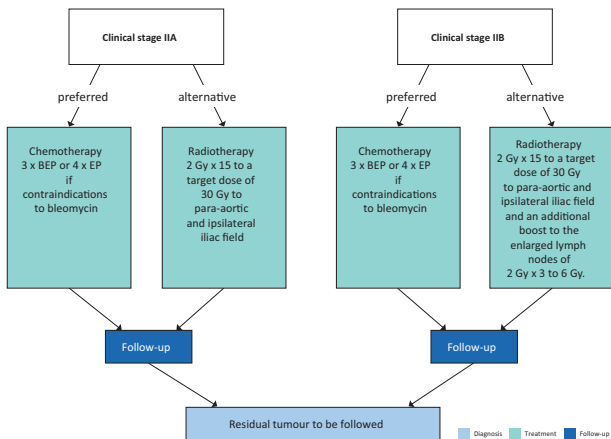 Clinical stage IIA
Clinical stage IIB
preferred
alternative
preferred
alternative
Chemotherapy
3 x BEP or 4 x EP
if
contraindications
to bleomycin
Radiotherapy
2 Gy x 15 to a
target dose of
30 Gy to
para-aortic
and ipsilateral
iliac field
Chemotherapy
3 x BEP or 4 x EP
if
contraindications
to bleomycin
Radiotherapy
2 Gy x 15 to a target
dose of 30 Gy
to para-aortic and
ipsilateral iliac field
and an additional
boost to the
enlarged lymph
nodes of
2 Gy x 3 to 6 Gy.
Follow-up
Follow-up
Residual tumour to be followed
Diagnosis
Treatment
Follow-up